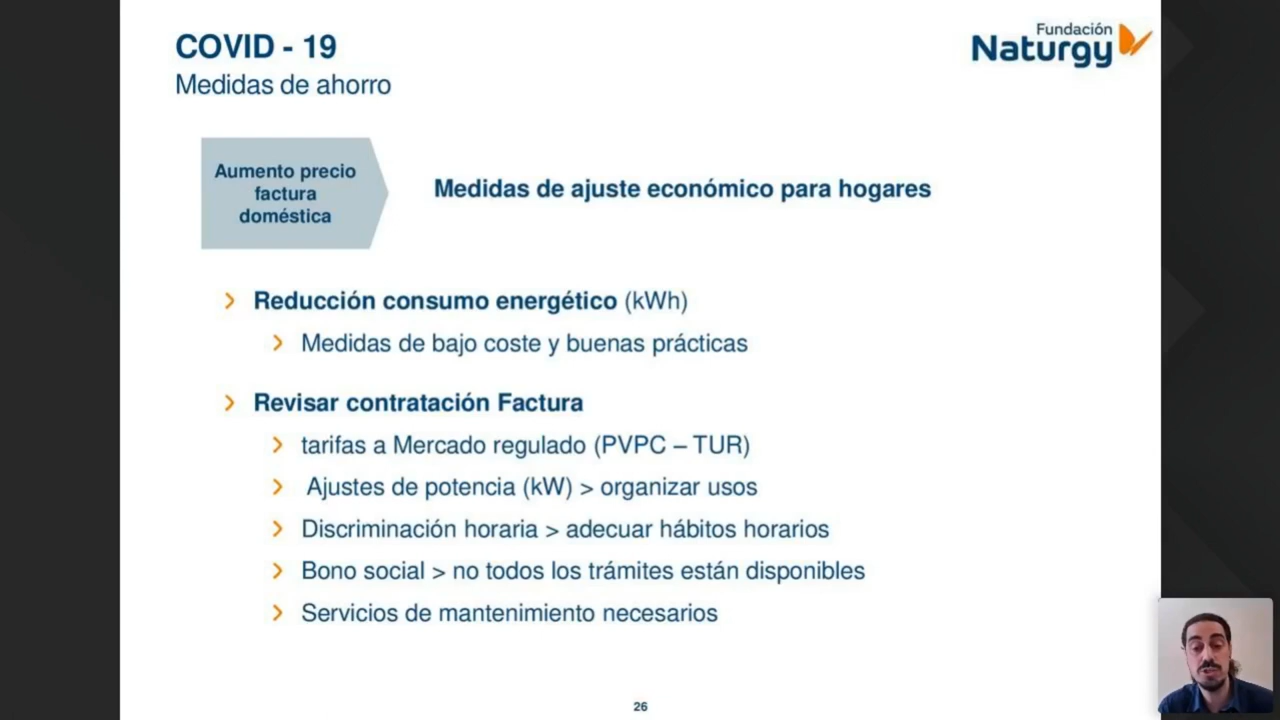 COVID - 19
Medidas de ahorro
Fundación
Naturgy
Aumento precio
factura
doméstica
Medidas de ajuste económico para hogares
Reducción consumo energético (kWh)
Medidas de bajo coste y buenas prácticas
Revisar contratación Factura
tarifas a Mercado regulado (PVPC – TUR)
Ajustes de potencia (kW) > organizar usos
Discriminación horaria > adecuar hábitos horarios
Bono social > no todos los trámites están disponibles
Servicios de mantenimiento necesarios
26